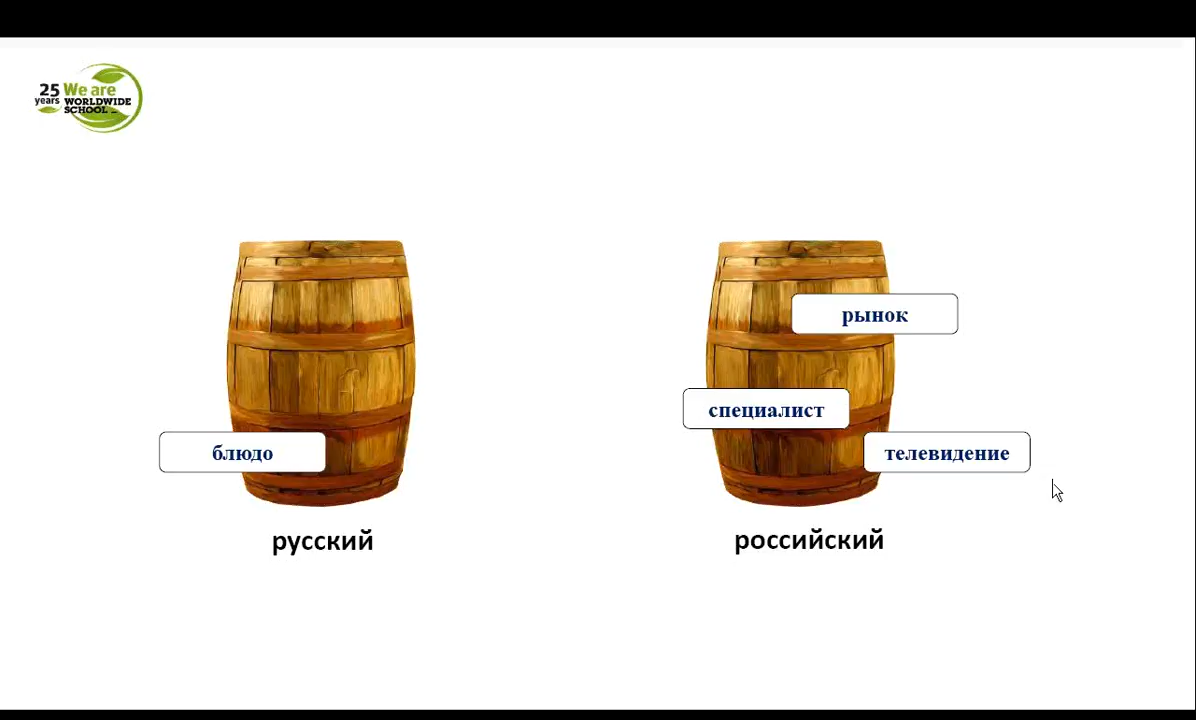 25 We are
years WORLDWIDE
SCHOOL
рынок
специалист
блюдо
телевидение
русский
российский